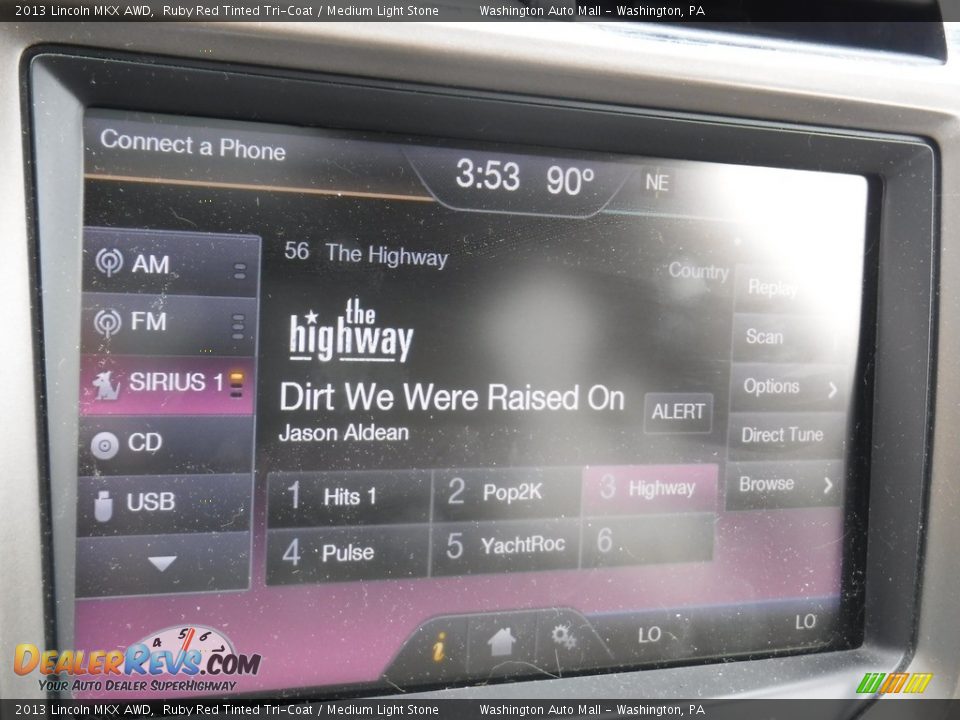 2013 Lincoln MKX AWD,  Ruby Red Tinted Tri-Coat / Medium Light Stone        Washington Auto Mall - Washington, PA
Connect a Phone
3:53 90° NE
56 The Highway
Country
AM
FM
SIRIUS 1
CD
USB
the
highway
Dirt We Were Raised On
Jason Aldean
ALERT
Replay
Scan
Options
Direct Tune
Browse
1 Hits 1
2 Pop2K
3 Highway
4 Pulse
5 YachtRoc
6
i
LO
LO
4 5 6
DealerRevs.com
Your Auto Dealer SuperHighway
2013 Lincoln MKX AWD,  Ruby Red Tinted Tri-Coat / Medium Light Stone        Washington Auto Mall - Washington, PA